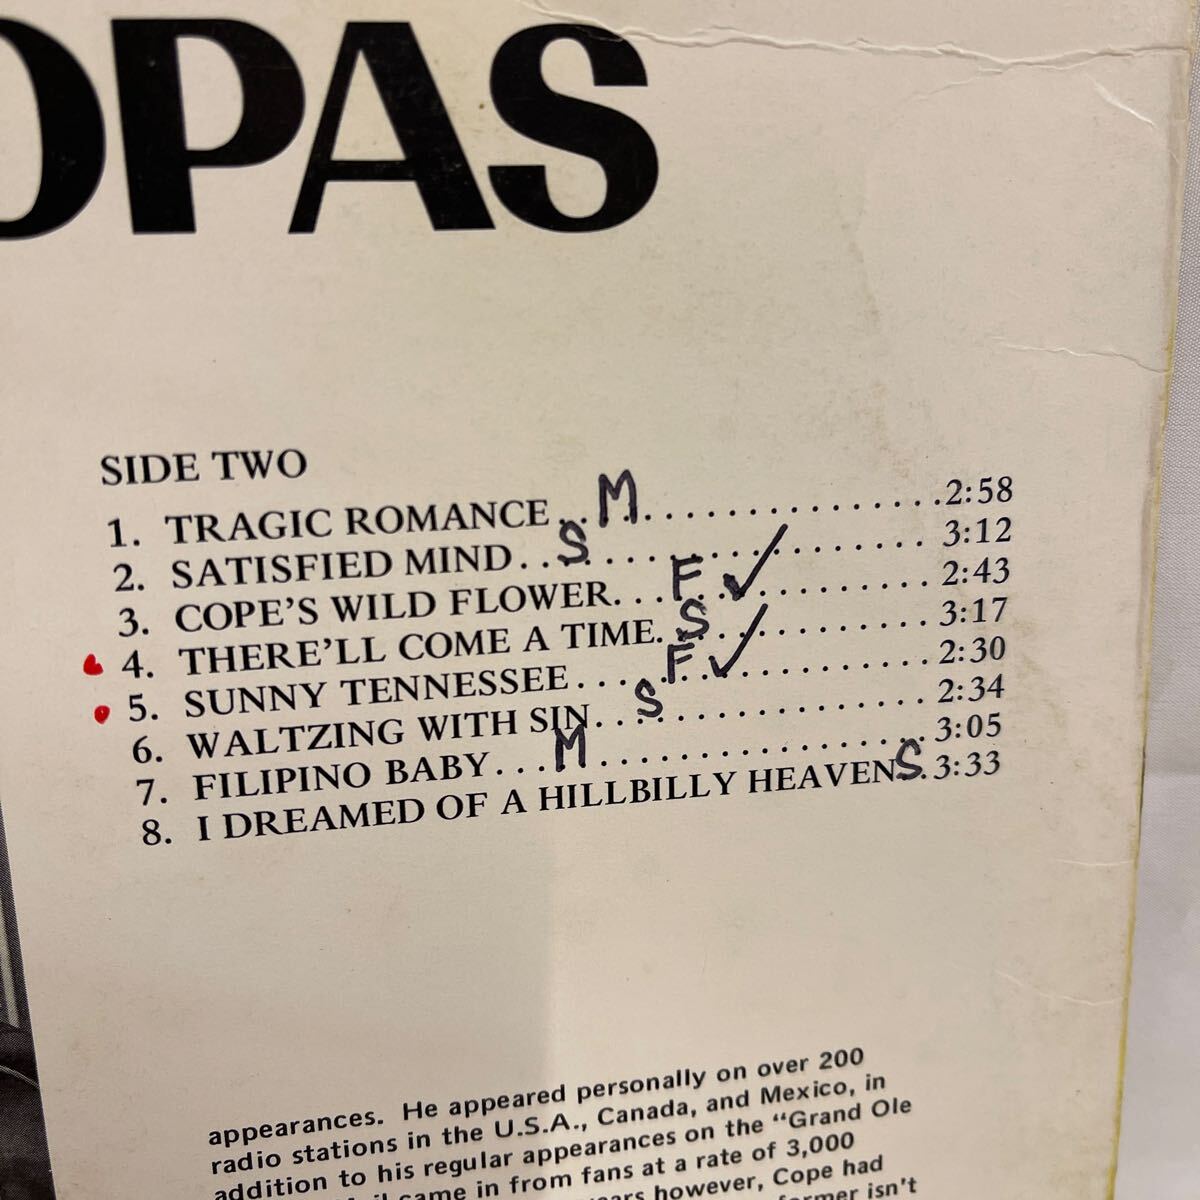 OPAS
SIDE TWO
1. TRAGIC ROMANCE..M................2:58
2. SATISFIED MIND..S................3:12
3. COPE'S WILD FLOWER...F✓..........2:43
4. THERE'LL COME A TIME.S...........3:17
5. SUNNY TENNESSEE.....F✓...........2:30
6. WALTZING WITH SIN..S.............2:34
7. FILIPINO BABY...M................3:05
8. I DREAMED OF A HILLBILLY HEAVEN S.3:33
appearances. He appeared personally on over 200
radio stations in the U.S.A., Canada, and Mexico, in
addition to his regular appearances on the "Grand Ole
came in from fans at a rate of 3,000
however, Cope had
isn't